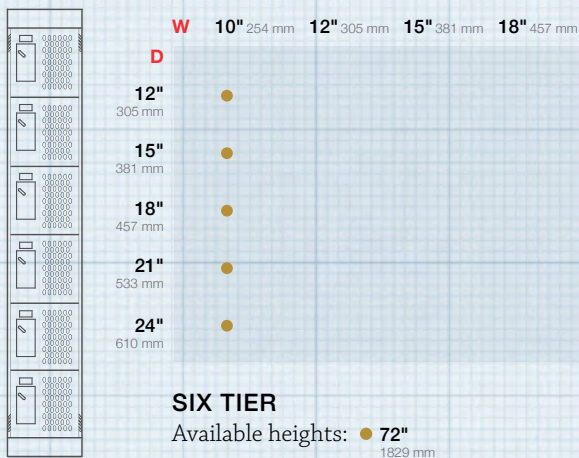 W 10" 254 mm 12" 305 mm 15" 381 mm 18" 457 mm
D
12"
305 mm
15"
381 mm
18"
457 mm
21"
533 mm
24"
610 mm
SIX TIER
Available heights: 72"
1829 mm